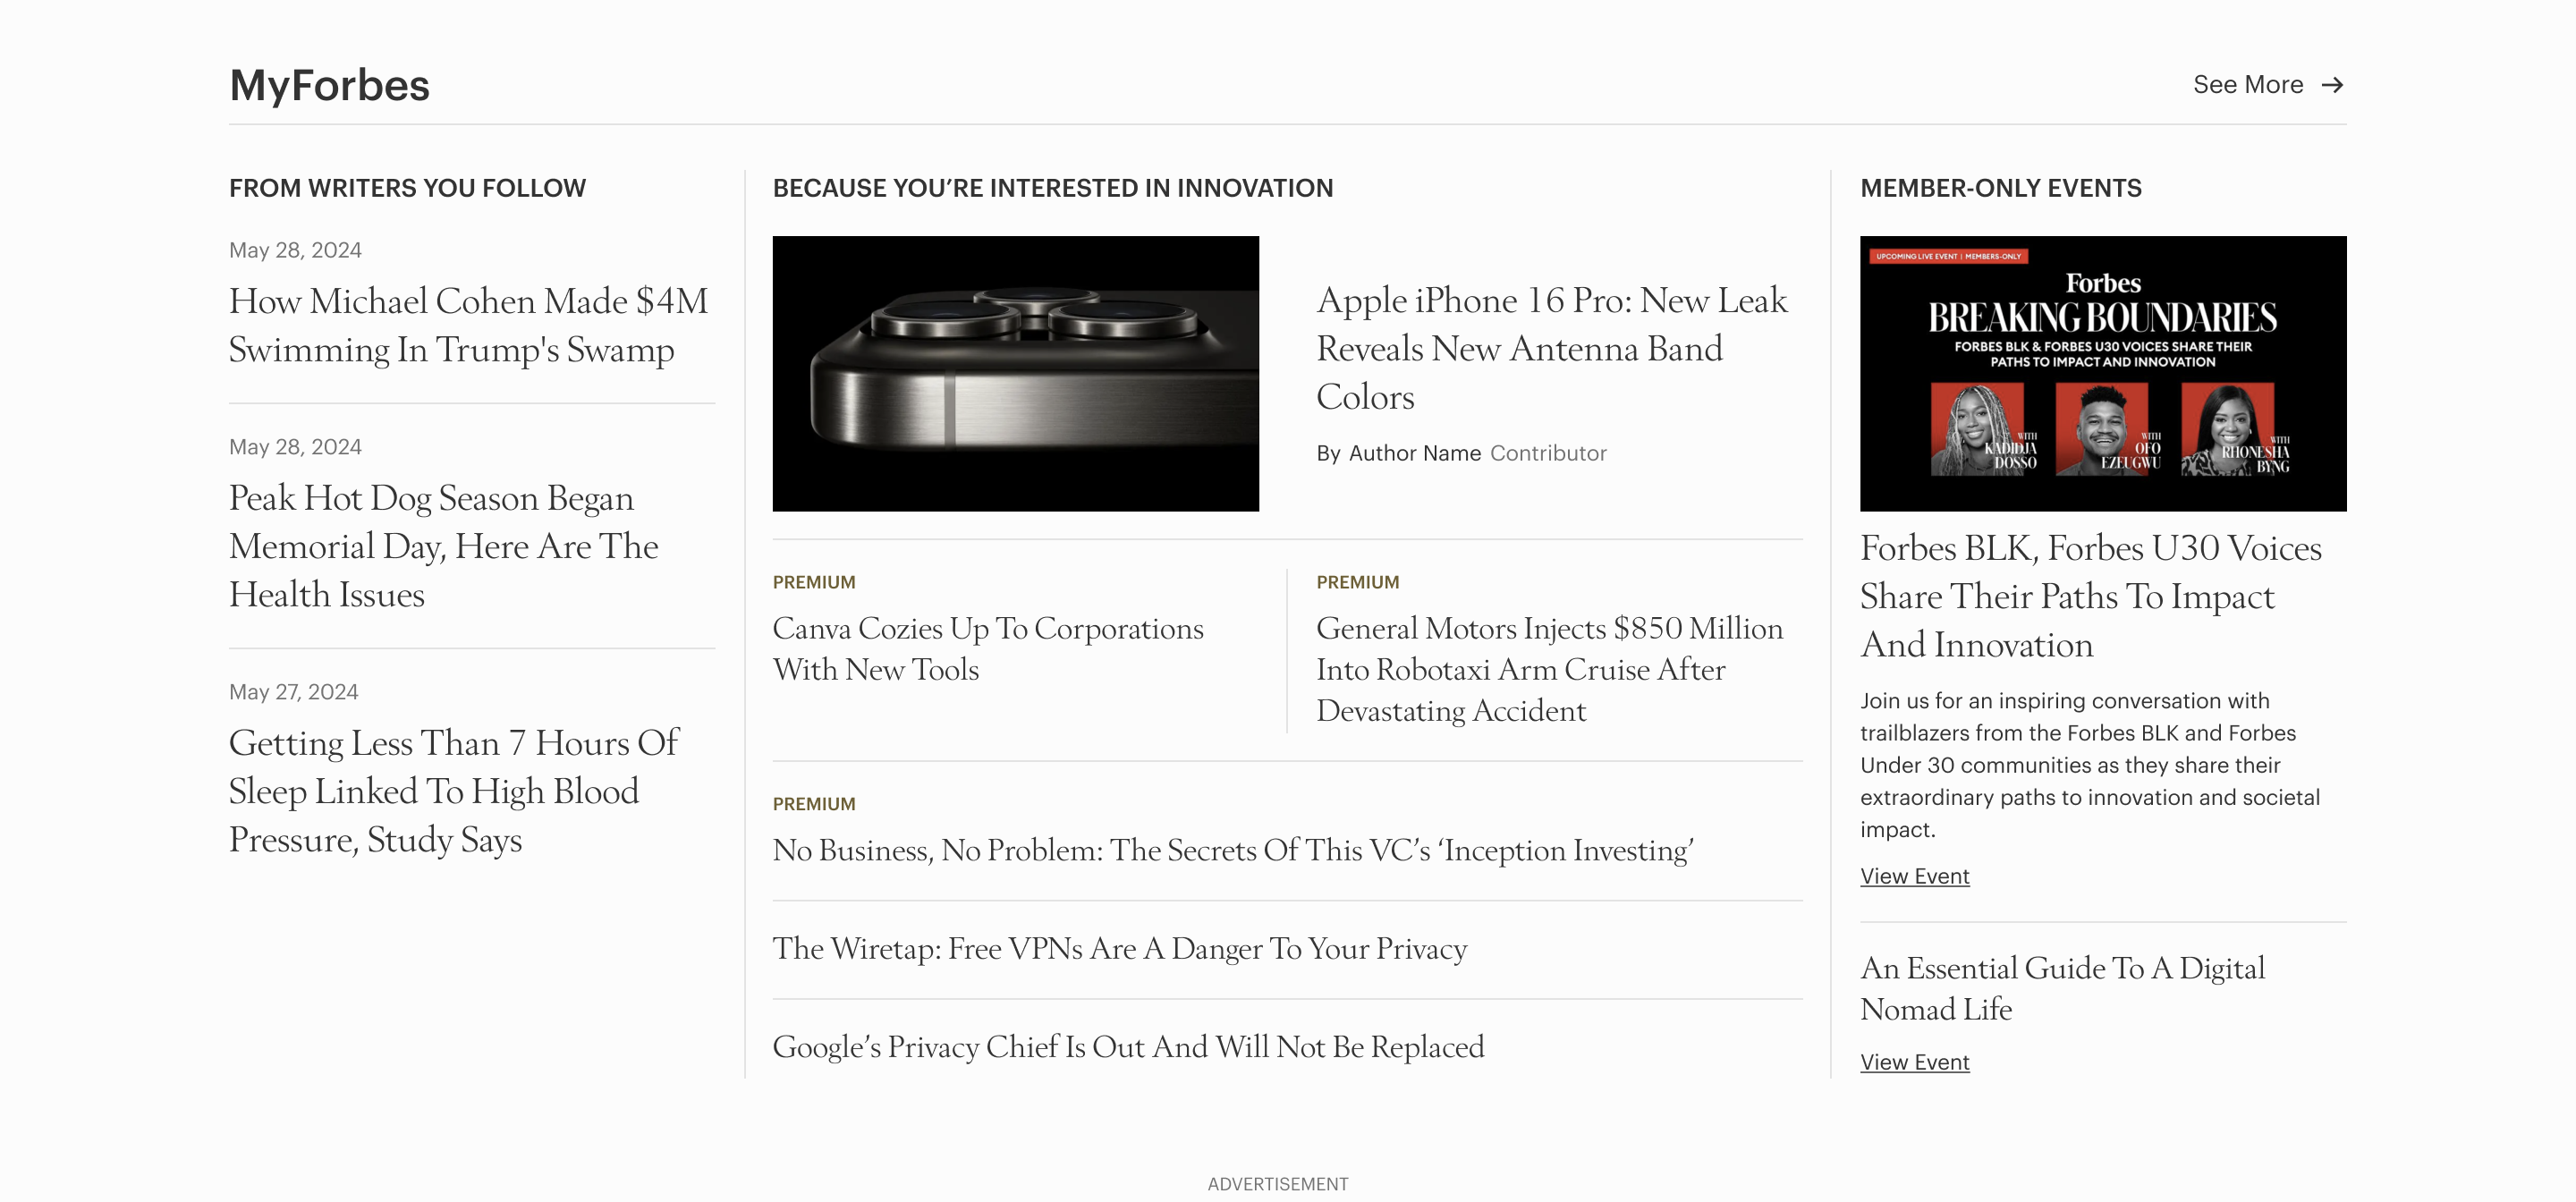 MyForbes
See More →
FROM WRITERS YOU FOLLOW
May 28, 2024
How Michael Cohen Made $4M
Swimming In Trump's Swamp
May 28, 2024
Peak Hot Dog Season Began
Memorial Day, Here Are The
Health Issues
May 27, 2024
Getting Less Than 7 Hours Of
Sleep Linked To High Blood
Pressure, Study Says
BECAUSE YOU’RE INTERESTED IN INNOVATION
Apple iPhone 16 Pro: New Leak
Reveals New Antenna Band
Colors
By Author Name Contributor
PREMIUM
Canva Cozies Up To Corporations
With New Tools
PREMIUM
General Motors Injects $850 Million
Into Robotaxi Arm Cruise After
Devastating Accident
PREMIUM
No Business, No Problem: The Secrets Of This VC’s ‘Inception Investing’
The Wiretap: Free VPNs Are A Danger To Your Privacy
Google’s Privacy Chief Is Out And Will Not Be Replaced
MEMBER-ONLY EVENTS
UPCOMING LIVE EVENT | MEMBERS-ONLY
Forbes
BREAKING BOUNDARIES
FORBES BLK & FORBES U30 VOICES SHARE THEIR
PATHS TO IMPACT AND INNOVATION
WITH
KADIDJA
DOSSO
WITH
OFO
EZEUGWU
WITH
RHONESHA
BYNG
Forbes BLK, Forbes U30 Voices
Share Their Paths To Impact
And Innovation
Join us for an inspiring conversation with
trailblazers from the Forbes BLK and Forbes
Under 30 communities as they share their
extraordinary paths to innovation and societal
impact.
View Event
An Essential Guide To A Digital
Nomad Life
View Event
ADVERTISEMENT